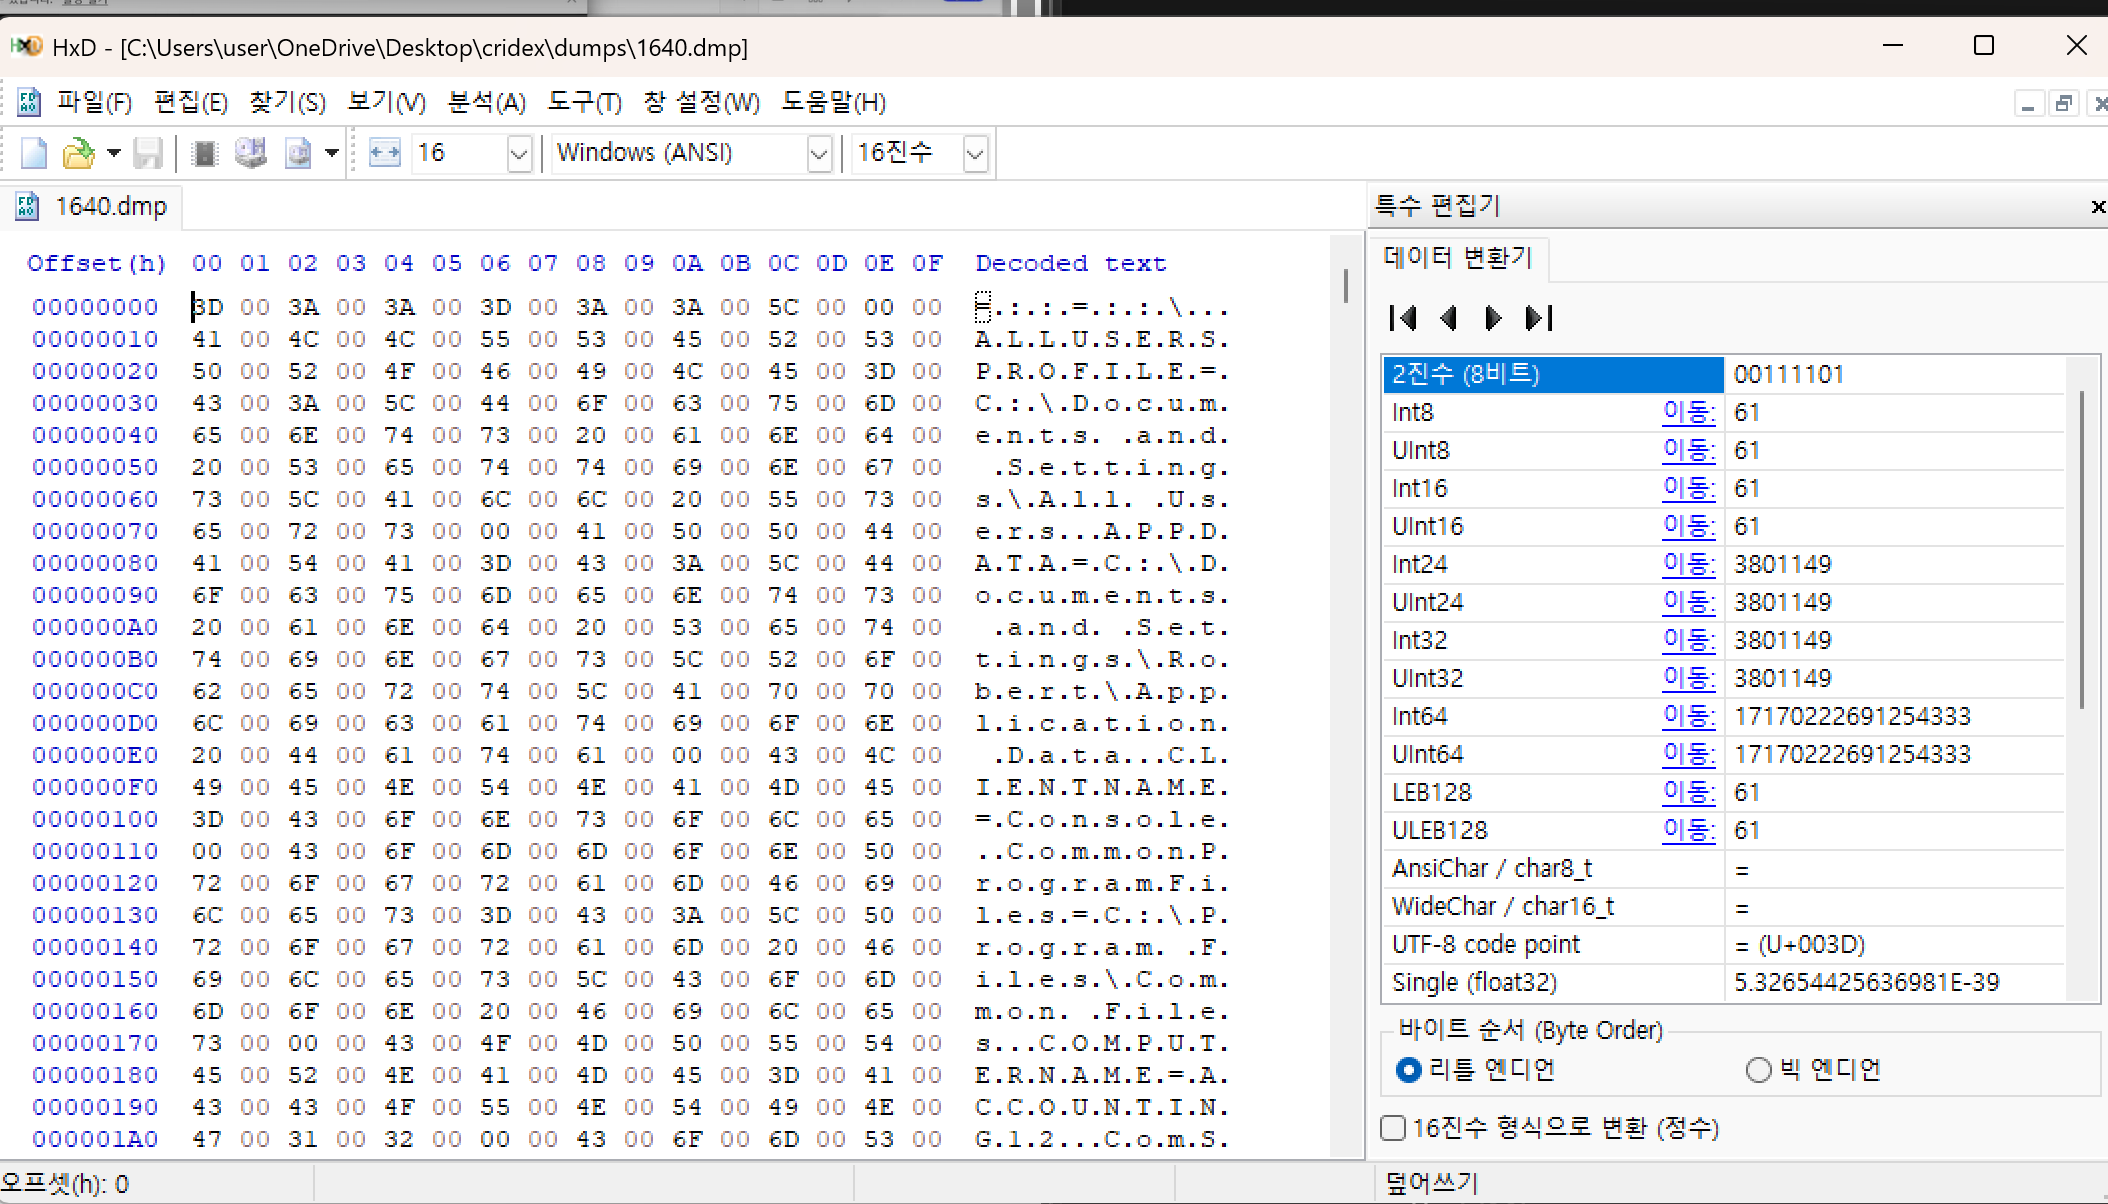 HxD - [C:\Users\user\OneDrive\Desktop\cridex\dumps\1640.dmp]
파일(F) 편집(E) 찾기(S) 보기(V) 분석(A) 도구(T) 창 설정(W) 도움말(H)
16 Windows (ANSI) 16진수
1640.dmp
Offset(h) 00 01 02 03 04 05 06 07 08 09 0A 0B 0C 0D 0E 0F Decoded text
00000000 3D 00 3A 00 3A 00 3D 00 3A 00 3A 00 5C 00 00 00 =.:.:.=.:.:.\...
00000010 41 00 4C 00 4C 00 55 00 53 00 45 00 52 00 53 00 A.L.L.U.S.E.R.S.
00000020 50 00 52 00 4F 00 46 00 49 00 4C 00 45 00 3D 00 P.R.O.F.I.L.E.=.
00000030 43 00 3A 00 5C 00 44 00 6F 00 63 00 75 00 6D 00 C.:.\.D.o.c.u.m.
00000040 65 00 6E 00 74 00 73 00 20 00 61 00 6E 00 64 00 e.n.t.s. .a.n.d.
00000050 20 00 53 00 65 00 74 00 74 00 69 00 6E 00 67 00 .S.e.t.t.i.n.g.
00000060 73 00 5C 00 41 00 6C 00 6C 00 20 00 55 00 73 00 s.\.A.l.l. .U.s.
00000070 65 00 72 00 73 00 00 00 41 00 50 00 50 00 44 00 e.r.s...A.P.P.D.
00000080 41 00 54 00 41 00 3D 00 43 00 3A 00 5C 00 44 00 A.T.A.=.C.:.\.D.
00000090 6F 00 63 00 75 00 6D 00 65 00 6E 00 74 00 73 00 o.c.u.m.e.n.t.s.
000000A0 20 00 61 00 6E 00 64 00 20 00 53 00 65 00 74 00 .a.n.d. .S.e.t.
000000B0 74 00 69 00 6E 00 67 00 73 00 5C 00 52 00 6F 00 t.i.n.g.s.\.R.o.
000000C0 62 00 65 00 72 00 74 00 5C 00 41 00 70 00 70 00 b.e.r.t.\.A.p.p.
000000D0 6C 00 69 00 63 00 61 00 74 00 69 00 6F 00 6E 00 l.i.c.a.t.i.o.n.
000000E0 20 00 44 00 61 00 74 00 61 00 00 00 43 00 4C 00 .D.a.t.a...C.L.
000000F0 49 00 45 00 4E 00 54 00 4E 00 41 00 4D 00 45 00 I.E.N.T.N.A.M.E.
00000100 3D 00 43 00 6F 00 6E 00 73 00 6F 00 6C 00 65 00 =.C.o.n.s.o.l.e.
00000110 00 00 43 00 6F 00 6D 00 6D 00 6F 00 6E 00 50 00 ..C.o.m.m.o.n.P.
00000120 72 00 6F 00 67 00 72 00 61 00 6D 00 46 00 69 00 r.o.g.r.a.m.F.i.
00000130 6C 00 65 00 73 00 3D 00 43 00 3A 00 5C 00 50 00 l.e.s.=.C.:.\.P.
00000140 72 00 6F 00 67 00 72 00 61 00 6D 00 20 00 46 00 r.o.g.r.a.m. .F.
00000150 69 00 6C 00 65 00 73 00 5C 00 43 00 6F 00 6D 00 i.l.e.s.\.C.o.m.
00000160 6D 00 6F 00 6E 00 20 00 46 00 69 00 6C 00 65 00 m.o.n. .F.i.l.e.
00000170 73 00 00 00 43 00 4F 00 4D 00 50 00 55 00 54 00 s...C.O.M.P.U.T.
00000180 45 00 52 00 4E 00 41 00 4D 00 45 00 3D 00 41 00 E.R.N.A.M.E.=.A.
00000190 43 00 43 00 4F 00 55 00 4E 00 54 00 49 00 4E 00 C.C.O.U.N.T.I.N.
000001A0 47 00 31 00 32 00 00 00 43 00 6F 00 6D 00 53 00 G.1.2...C.o.m.S.
특수 편집기
데이터 변환기
2진수 (8비트) 00111101
Int8 이동: 61
UInt8 이동: 61
Int16 이동: 61
UInt16 이동: 61
Int24 이동: 3801149
UInt24 이동: 3801149
Int32 이동: 3801149
UInt32 이동: 3801149
Int64 이동: 17170222691254333
UInt64 이동: 17170222691254333
LEB128 이동: 61
ULEB128 이동: 61
AnsiChar / char8_t =
WideChar / char16_t =
UTF-8 code point = (U+003D)
Single (float32) 5.32654425636981E-39
바이트 순서 (Byte Order)
리틀 엔디언 빅 엔디언
16진수 형식으로 변환 (정수)
오프셋(h): 0 덮어쓰기